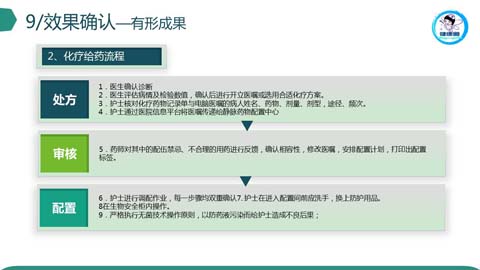 9/效果确认—有形成果
健康圈
2、化疗给药流程
处方
1．医生确认诊断
2．医生评估病情及检验数值，确认后进行开立医嘱或选用合适化疗方案。
3．护士核对化疗药物记录单与电脑医嘱的病人姓名、药物、剂量、剂型，途径、频次。
4．护士通过医院信息平台将医嘱传递给静脉药物配置中心
审核
5．药师对其中的配伍禁忌、不合理的用药进行反馈，确认相容性，修改医嘱，安排配置计划，打印出配置
标签。
配置
6．护士进行调配作业，每一步骤均双重确认7.护士在进入配置间前应洗手，换上防护用品。
8在生物安全柜内操作。
9．严格执行无菌技术操作原则，以防药液污染而给护士造成不良后果；